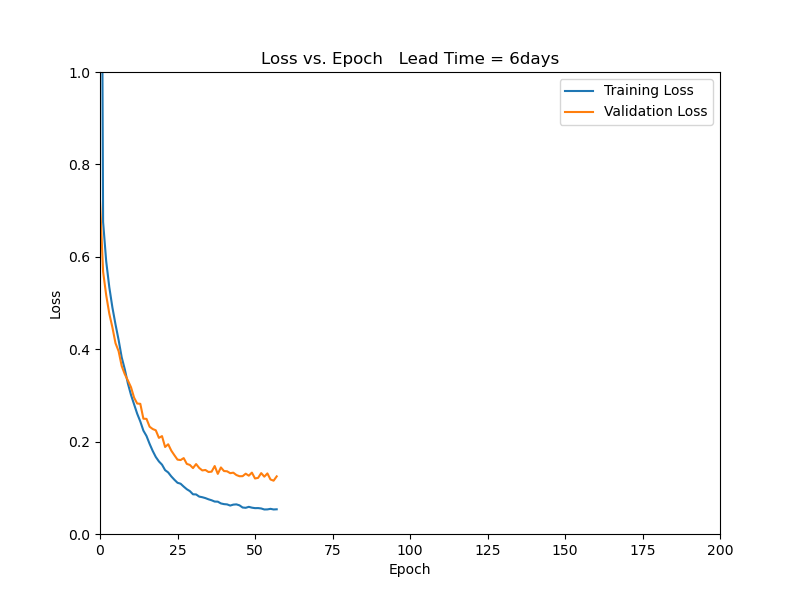 Loss vs. Epoch   Lead Time = 6days
Training Loss
Validation Loss
1.0
0.8
0.6
0.4
0.2
0.0
Loss
0 25 50 75 100 125 150 175 200
Epoch